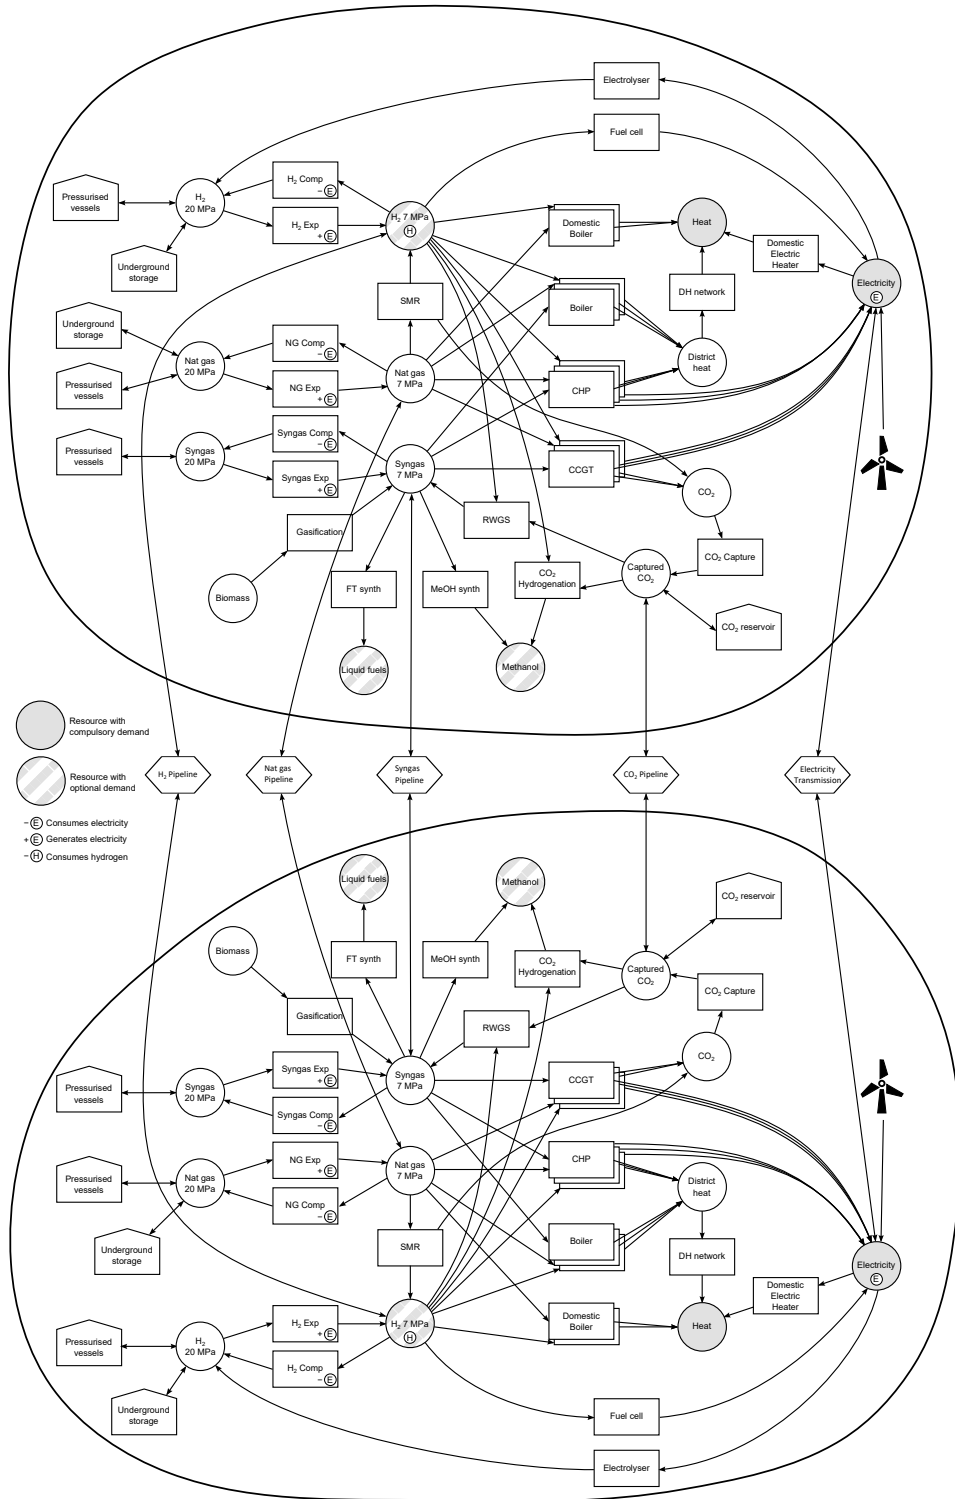 Electrolyser
Fuel cell
Pressurised
vessels
H₂
20 MPa
H₂ Comp
− E
H₂ Exp
+ E
H₂ 7 MPa
H
Domestic
Boiler
Heat
Domestic
Electric
Heater
Underground
storage
Electricity
E
SMR
Boiler
DH network
Underground
storage
NG Comp
− E
Nat gas
20 MPa
Nat gas
7 MPa
District
heat
Pressurised
vessels
NG Exp
+ E
CHP
Syngas Comp
− E
Pressurised
vessels
Syngas
20 MPa
Syngas
7 MPa
CCGT
Syngas Exp
+ E
CO₂
Gasification
RWGS
CO₂ Capture
Captured
CO₂
Biomass
FT synth
MeOH synth
CO₂
Hydrogenation
CO₂ reservoir
Liquid fuels
Methanol
Resource with
compulsory demand
Resource with
optional demand
− E Consumes electricity
+ E Generates electricity
− H Consumes hydrogen
H₂ Pipeline
Nat gas
Pipeline
Syngas
Pipeline
CO₂ Pipeline
Electricity
Transmission
Liquid fuels
Methanol
CO₂ reservoir
Biomass
FT synth
MeOH synth
CO₂
Hydrogenation
Captured
CO₂
CO₂ Capture
Gasification
RWGS
CO₂
Syngas Exp
+ E
Pressurised
vessels
Syngas
20 MPa
Syngas
7 MPa
CCGT
Syngas Comp
− E
NG Exp
+ E
CHP
Pressurised
vessels
Nat gas
20 MPa
Nat gas
7 MPa
District
heat
NG Comp
− E
Underground
storage
SMR
Boiler
DH network
Electricity
E
Domestic
Electric
Heater
H₂ Exp
+ E
H₂ 7 MPa
H
Domestic
Boiler
Heat
Pressurised
vessels
H₂
20 MPa
H₂ Comp
− E
Underground
storage
Fuel cell
Electrolyser